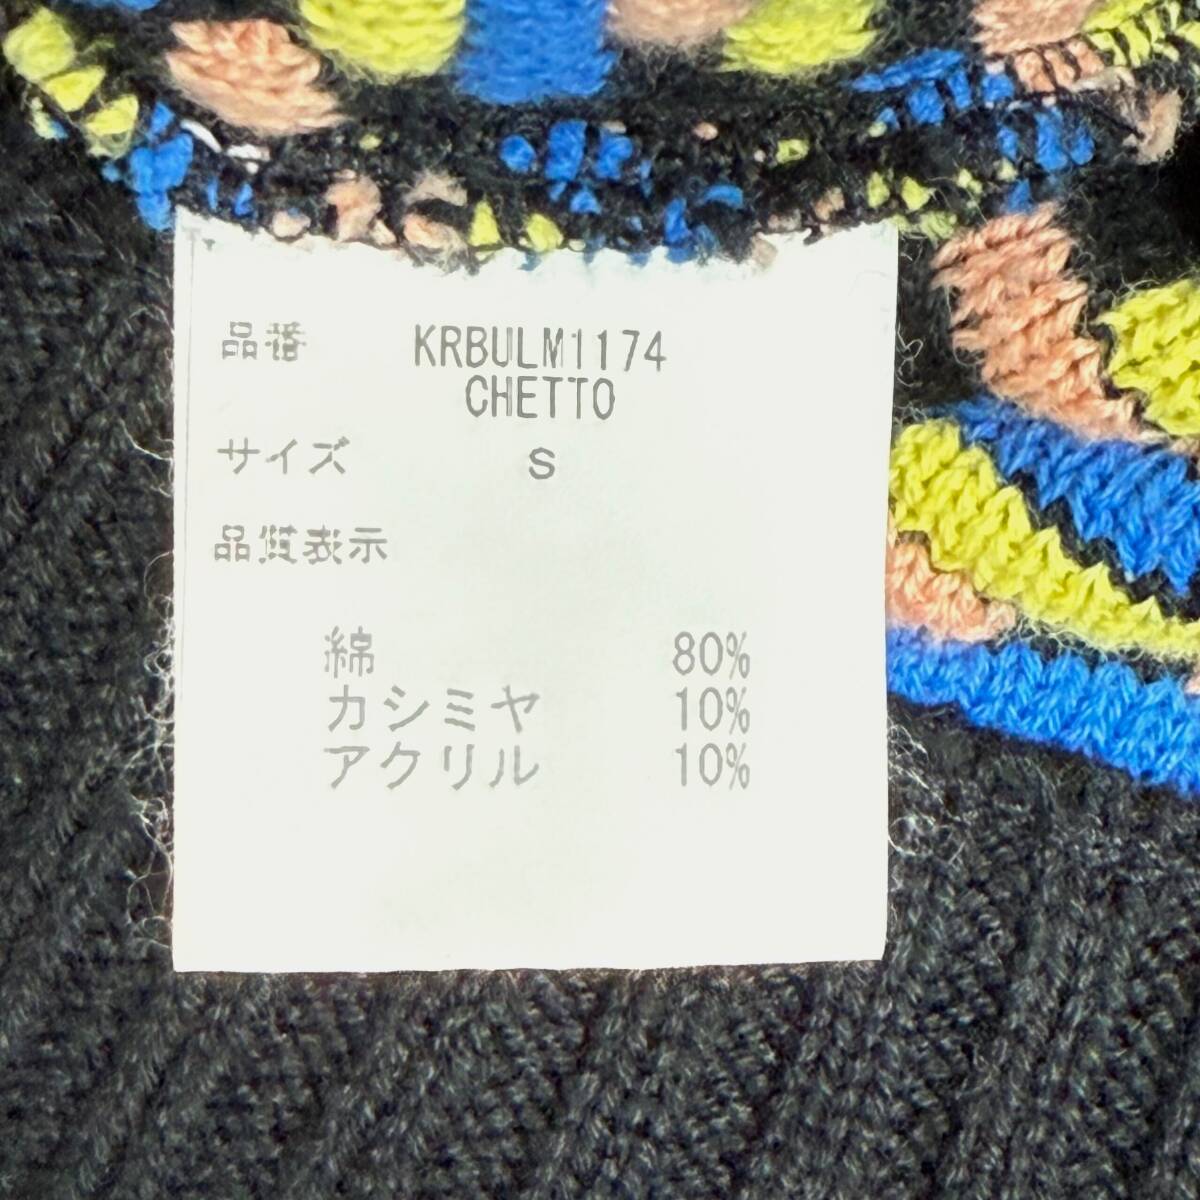 品番 KRBULM1174
CHETTO
サイズ S
品質表示
綿 80%
カシミヤ 10%
アクリル 10%